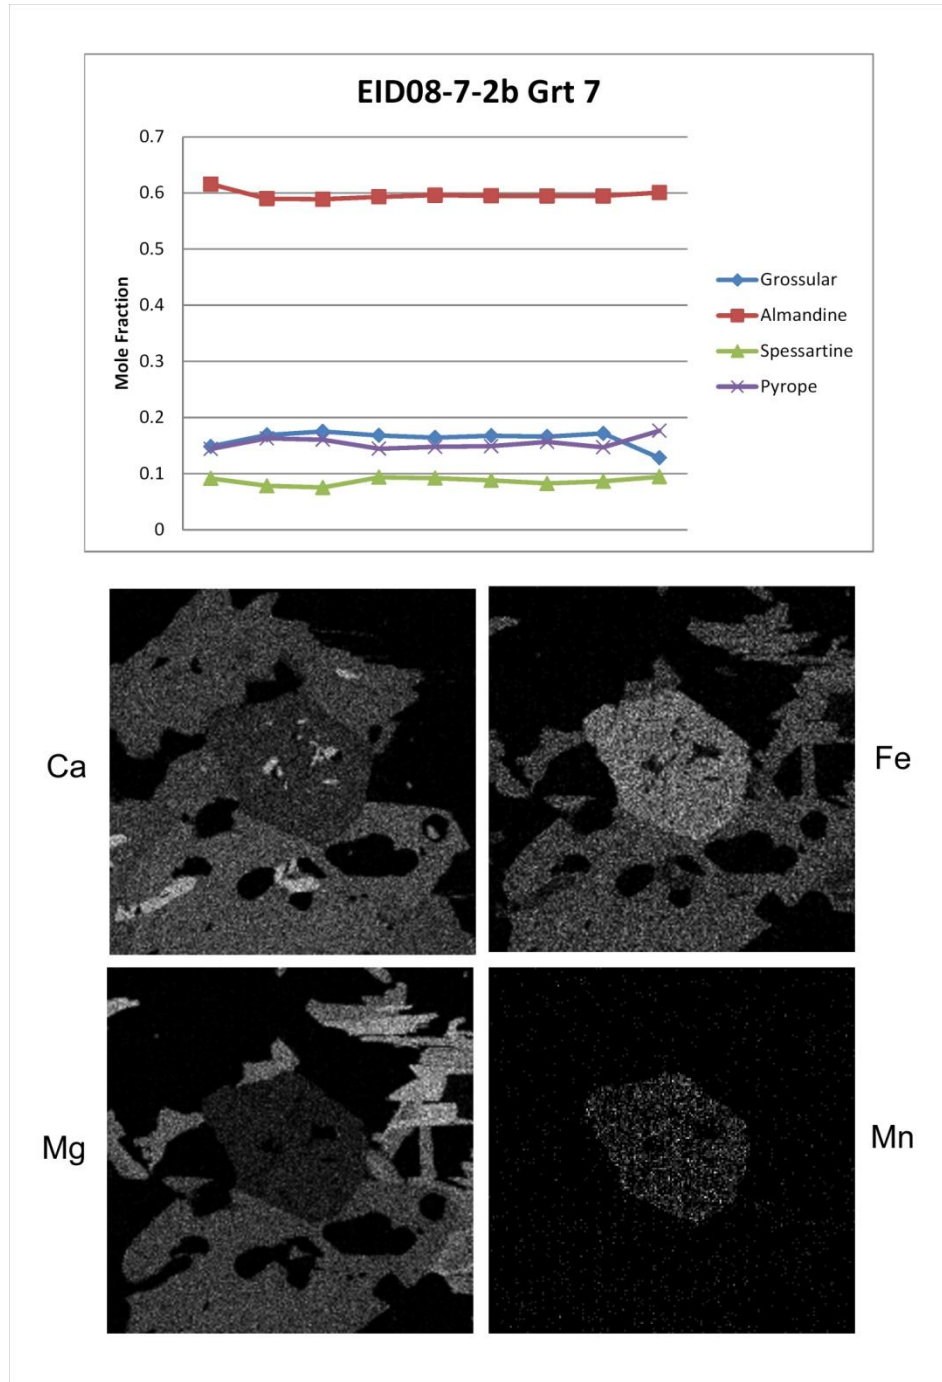 EID08-7-2b Grt 7
0.7
0.6
0.5
0.4
0.3
0.2
0.1
0
Mole Fraction
Grossular
Almandine
Spessartine
Pyrope
Ca
Fe
Mg
Mn